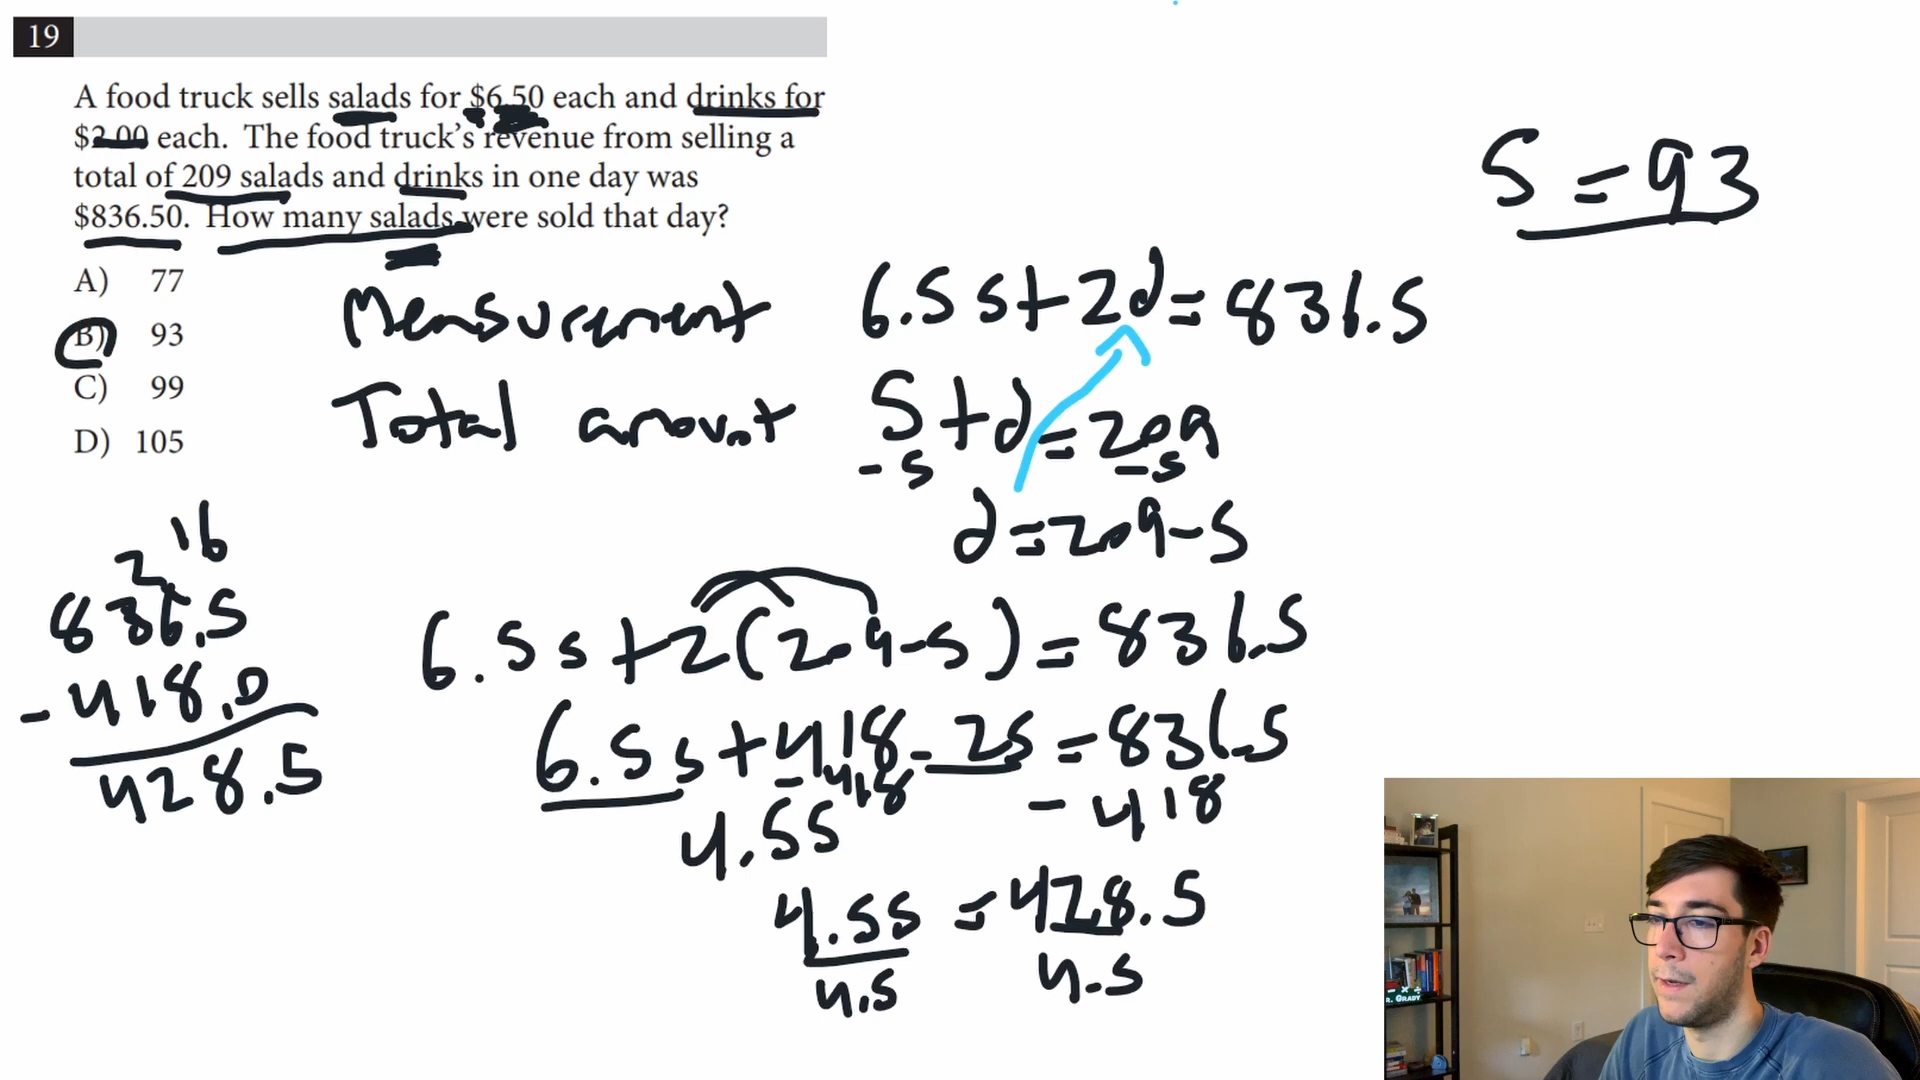 19
A food truck sells salads for $6.50 each and drinks for
$2.00 each. The food truck's revenue from selling a
total of 209 salads and drinks in one day was
$836.50. How many salads were sold that day?
A) 77
B) 93
C) 99
D) 105
S = 93
Measurement 6.5s+2d=836.5
Total amount S+d=209
-s -s
d=209-s
6.5s+2(209-s)=836.5
6.5s+418-2s=836.5
-418 -418
4.5s
4.5s=428.5
4.5 4.5
2 16
836.5
-418.0
428.5
R. GRADY